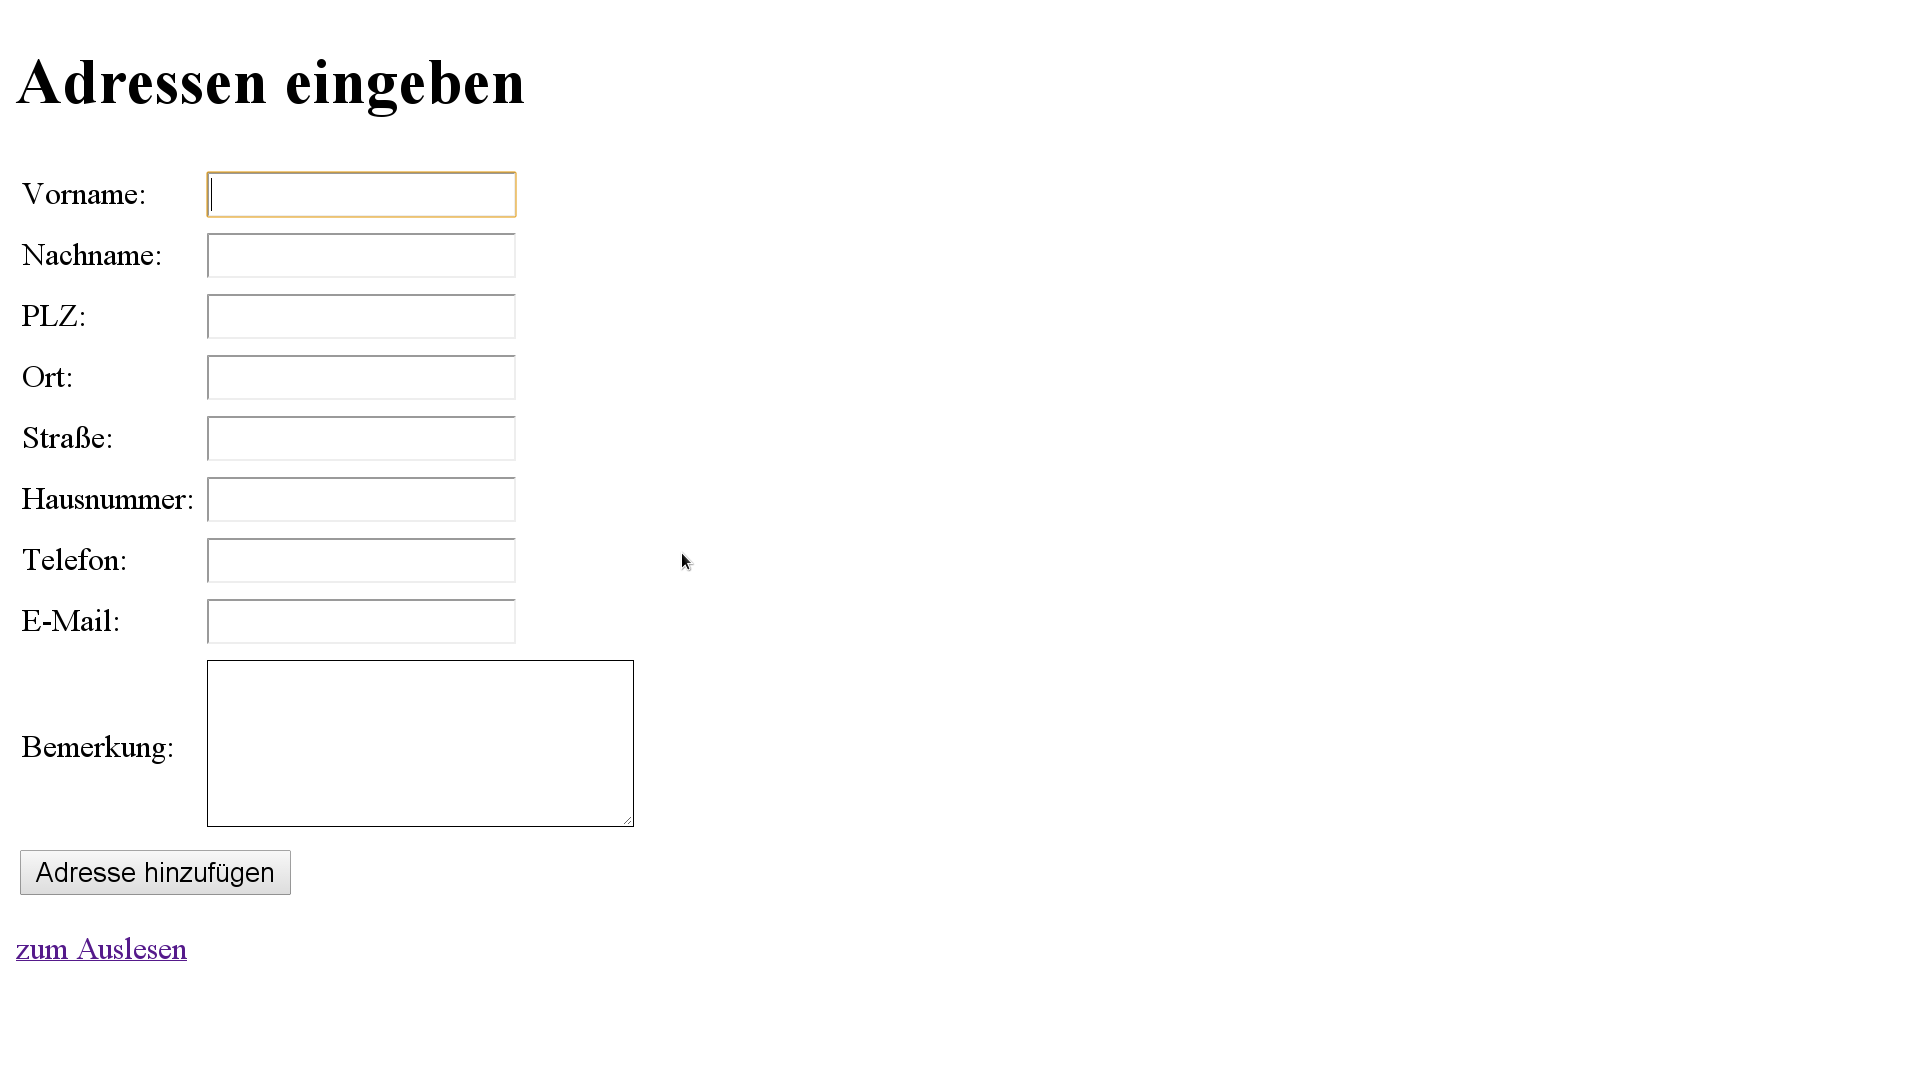 Adressen eingeben
Vorname:
Nachname:
PLZ:
Ort:
Straße:
Hausnummer:
Telefon:
E-Mail:
Bemerkung:
Adresse hinzufügen
zum Auslesen